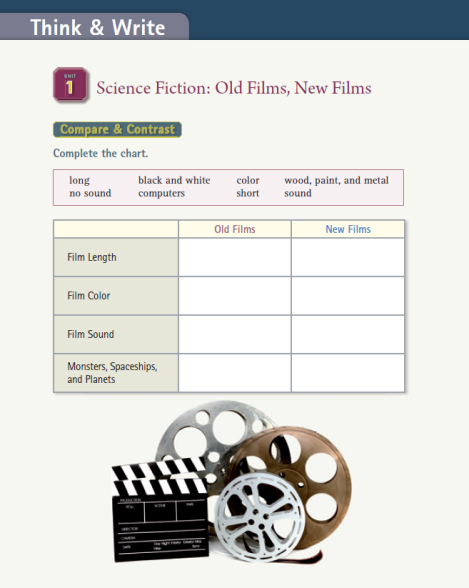 Think & Write
UNIT
1
Science Fiction: Old Films, New Films
Compare & Contrast
Complete the chart.
long black and white color wood, paint, and metal
no sound computers short sound
Old Films New Films
Film Length
Film Color
Film Sound
Monsters, Spaceships,
and Planets
PRODUCTION
ROLL SCENE TAKE
DIRECTOR
CAMERA
DATE